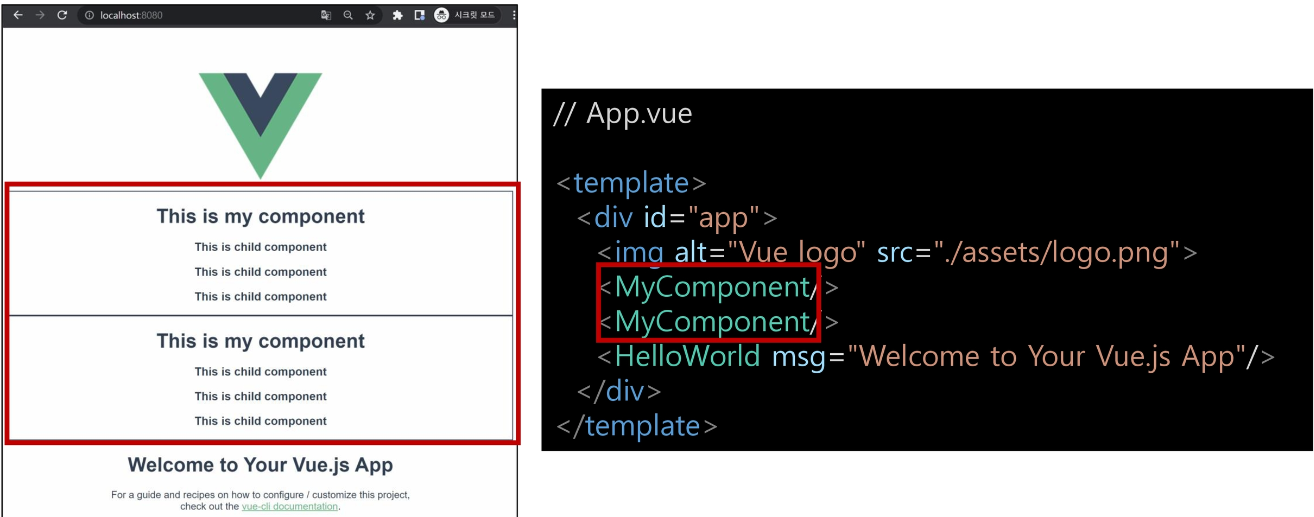 localhost:8080
시크릿 모드
This is my component
This is child component
This is child component
This is child component
This is my component
This is child component
This is child component
This is child component
Welcome to Your Vue.js App
For a guide and recipes on how to configure / customize this project,
check out the vue-cli documentation.
// App.vue
<template>
<div id="app">
<img alt="Vue logo" src="./assets/logo.png">
<MyComponent/>
<MyComponent/>
<HelloWorld msg="Welcome to Your Vue.js App"/>
</div>
</template>